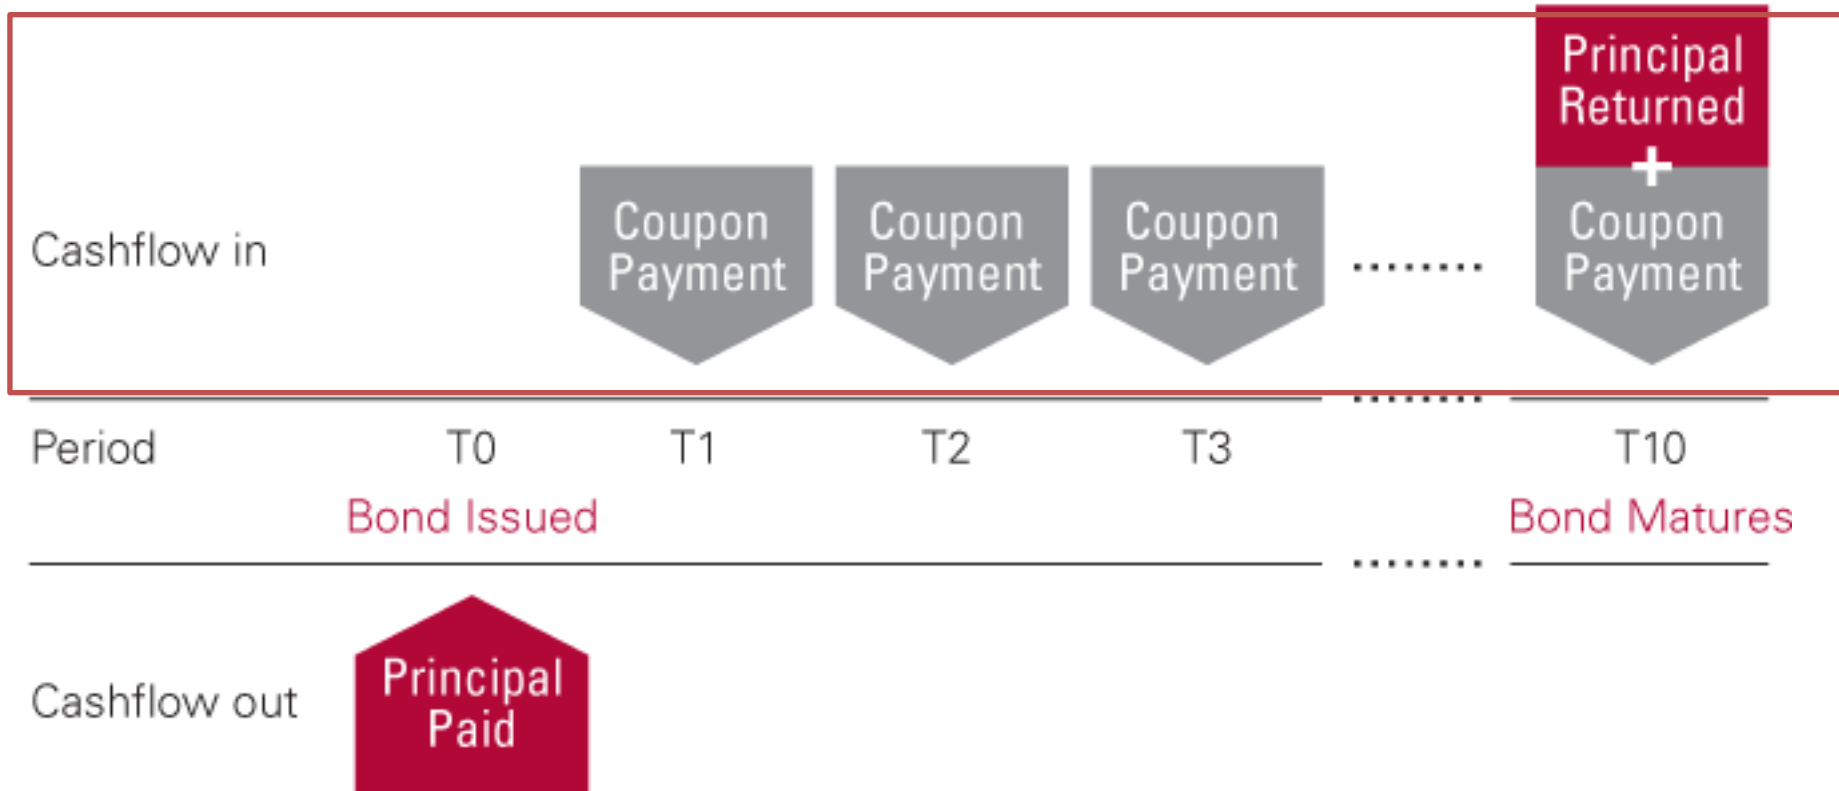 Principal
Returned
+
Cashflow in
Coupon
Payment
Coupon
Payment
Coupon
Payment
........
Coupon
Payment
Period
T0
T1
T2
T3
T10
Bond Issued
Bond Matures
Cashflow out
Principal
Paid